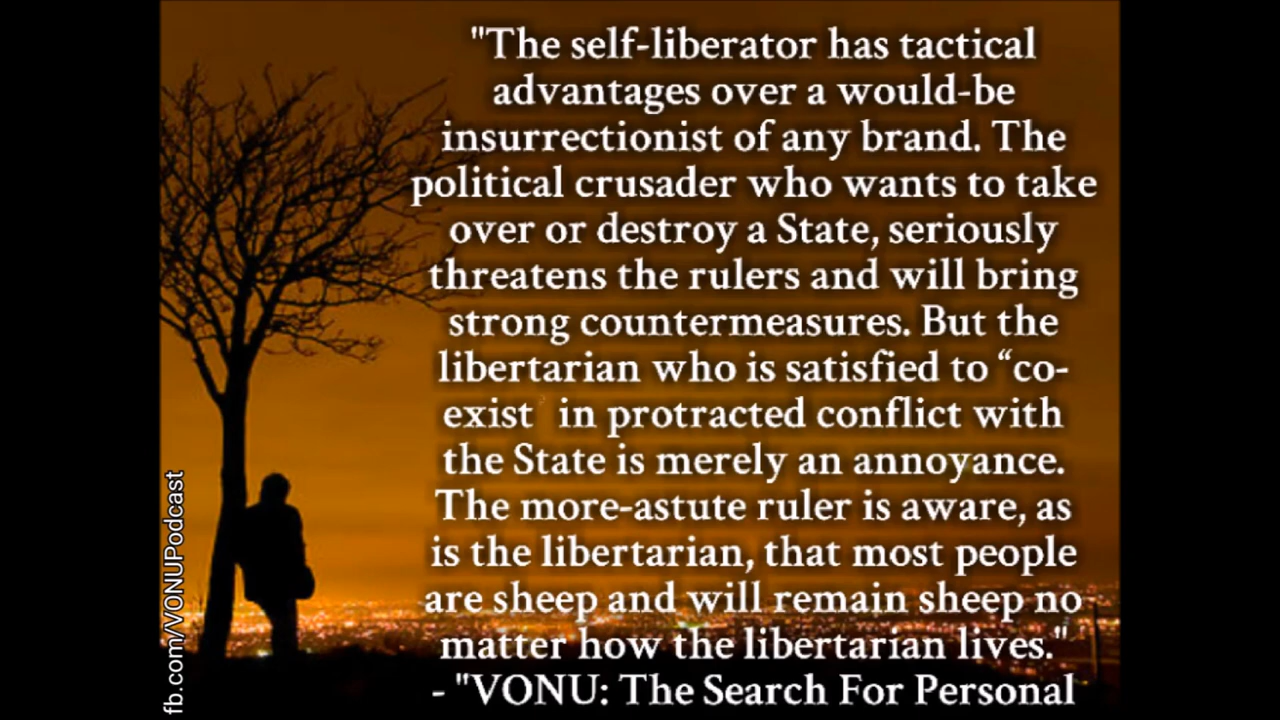 "The self-liberator has tactical
advantages over a would-be
insurrectionist of any brand. The
political crusader who wants to take
over or destroy a State, seriously
threatens the rulers and will bring
strong countermeasures. But the
libertarian who is satisfied to “co-
exist in protracted conflict with
the State is merely an annoyance.
The more-astute ruler is aware, as
is the libertarian, that most people
are sheep and will remain sheep no
matter how the libertarian lives."
- "VONU: The Search For Personal
fb.com/VONUPodcast